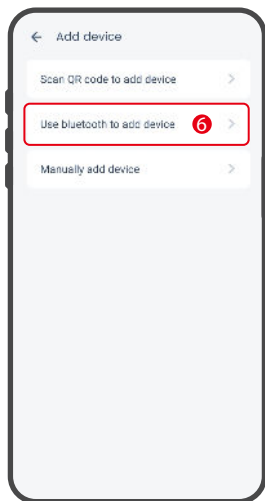 ← Add device
Scan QR code to add device >
Use bluetooth to add device 6 >
Manually add device >